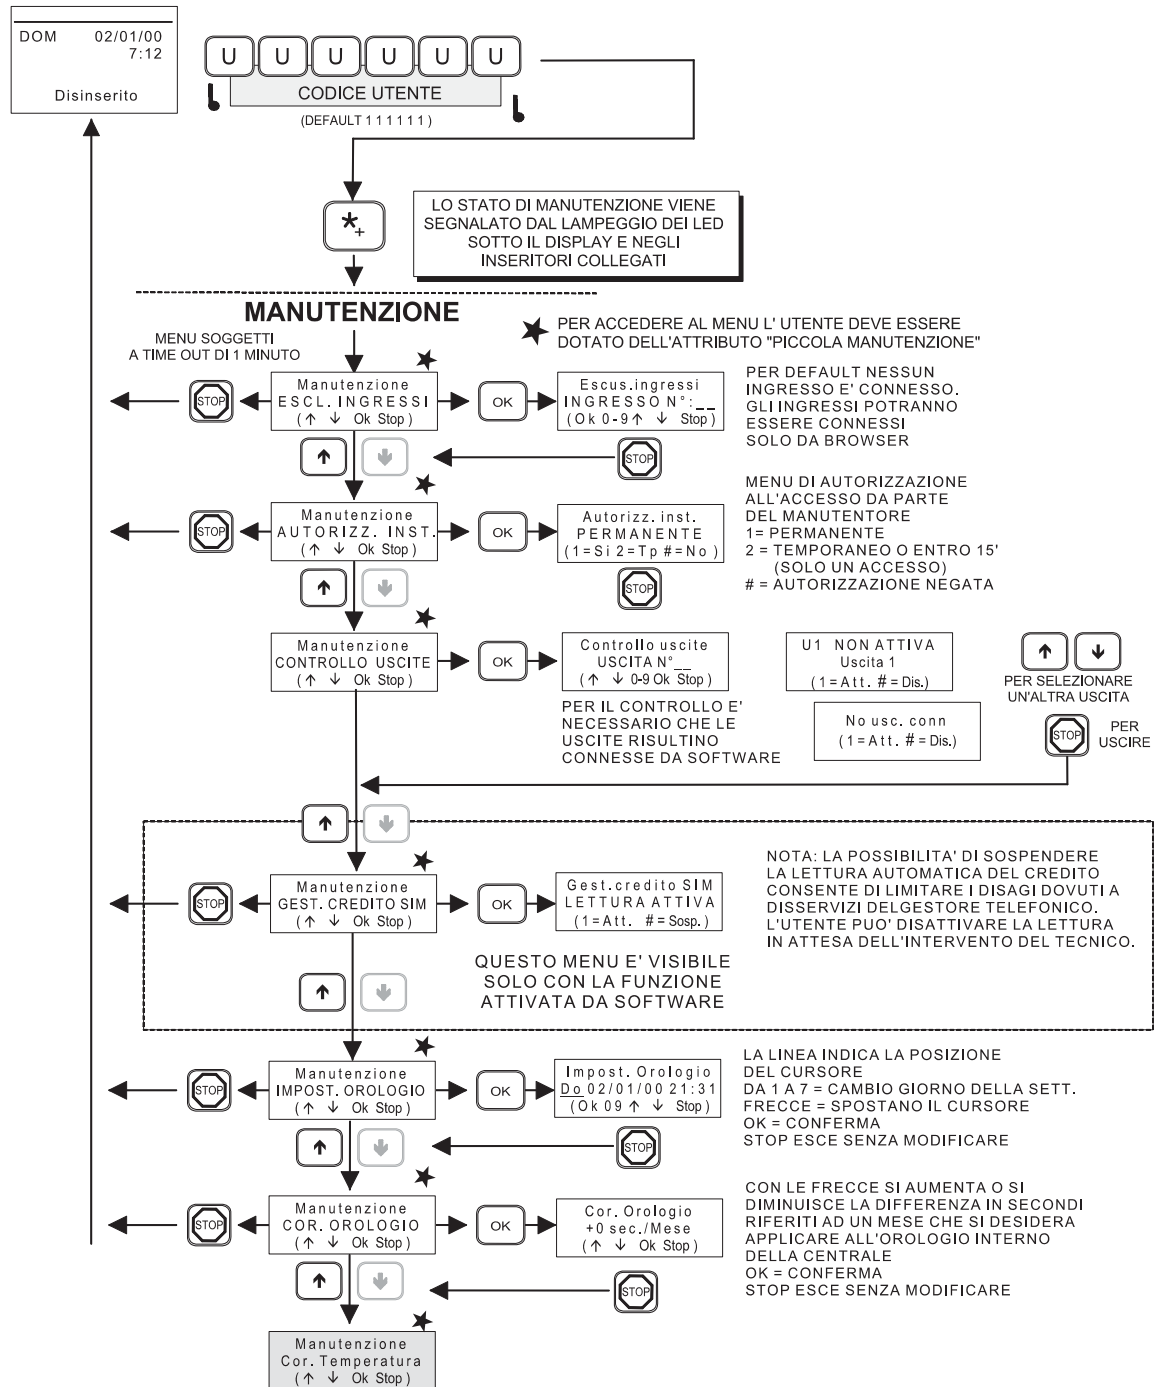 DOM 02/01/00
7:12
Disinserito
U U U U U U
CODICE UTENTE
(DEFAULT 1 1 1 1 1 1 )
*+
LO STATO DI MANUTENZIONE VIENE
SEGNALATO DAL LAMPEGGIO DEI LED
SOTTO IL DISPLAY E NEGLI
INSERITORI COLLEGATI
MANUTENZIONE
MENU SOGGETTI
A TIME OUT DI 1 MINUTO
★ PER ACCEDERE AL MENU L' UTENTE DEVE ESSERE
DOTATO DELL'ATTRIBUTO "PICCOLA MANUTENZIONE"
STOP
Manutenzione
ESCL. INGRESSI
(↑ ↓ Ok Stop)
OK
Escus.ingressi
INGRESSO N°:_ _
(Ok 0-9↑ ↓ Stop)
PER DEFAULT NESSUN
INGRESSO E' CONNESSO.
GLI INGRESSI POTRANNO
ESSERE CONNESSI
SOLO DA BROWSER
↑ ↓
STOP
STOP
Manutenzione
AUTORIZZ. INST.
(↑ ↓ Ok Stop)
OK
Autorizz. inst.
PERMANENTE
(1=Si 2=Tp #=No)
MENU DI AUTORIZZAZIONE
ALL'ACCESSO DA PARTE
DEL MANUTENTORE
1= PERMANENTE
2 = TEMPORANEO O ENTRO 15'
(SOLO UN ACCESSO)
# = AUTORIZZAZIONE NEGATA
↑ ↓
STOP
Manutenzione
CONTROLLO USCITE
(↑ ↓ Ok Stop)
OK
Controllo uscite
USCITA N°_ _
(↑ ↓ 0-9 Ok Stop)
U1 NON ATTIVA
Uscita 1
(1=Att. #=Dis.)
↑ ↓
PER SELEZIONARE
UN'ALTRA USCITA
PER IL CONTROLLO E'
NECESSARIO CHE LE
USCITE RISULTINO
CONNESSE DA SOFTWARE
No usc. conn
(1=Att. #=Dis.)
STOP
PER
USCIRE
↑ ↓
STOP
Manutenzione
GEST. CREDITO SIM
(↑ ↓ Ok Stop)
OK
Gest.credito SIM
LETTURA ATTIVA
(1=Att. #=Sosp.)
NOTA: LA POSSIBILITA' DI SOSPENDERE
LA LETTURA AUTOMATICA DEL CREDITO
CONSENTE DI LIMITARE I DISAGI DOVUTI A
DISSERVIZI DELGESTORE TELEFONICO.
L'UTENTE PUO' DISATTIVARE LA LETTURA
IN ATTESA DELL'INTERVENTO DEL TECNICO.
QUESTO MENU E' VISIBILE
SOLO CON LA FUNZIONE
ATTIVATA DA SOFTWARE
↑ ↓
STOP
Manutenzione
IMPOST. OROLOGIO
(↑ ↓ Ok Stop)
OK
Impost. Orologio
Do 02/01/00 21:31
(Ok 09 ↑ ↓ Stop)
LA LINEA INDICA LA POSIZIONE
DEL CURSORE
DA 1 A 7 = CAMBIO GIORNO DELLA SETT.
FRECCE = SPOSTANO IL CURSORE
OK = CONFERMA
STOP ESCE SENZA MODIFICARE
↑ ↓
STOP
STOP
Manutenzione
COR. OROLOGIO
(↑ ↓ Ok Stop)
OK
Cor. Orologio
+0 sec./Mese
(↑ ↓ Ok Stop)
CON LE FRECCE SI AUMENTA O SI
DIMINUISCE LA DIFFERENZA IN SECONDI
RIFERITI AD UN MESE CHE SI DESIDERA
APPLICARE ALL'OROLOGIO INTERNO
DELLA CENTRALE
OK = CONFERMA
STOP ESCE SENZA MODIFICARE
↑ ↓
STOP
Manutenzione
Cor. Temperatura
(↑ ↓ Ok Stop)